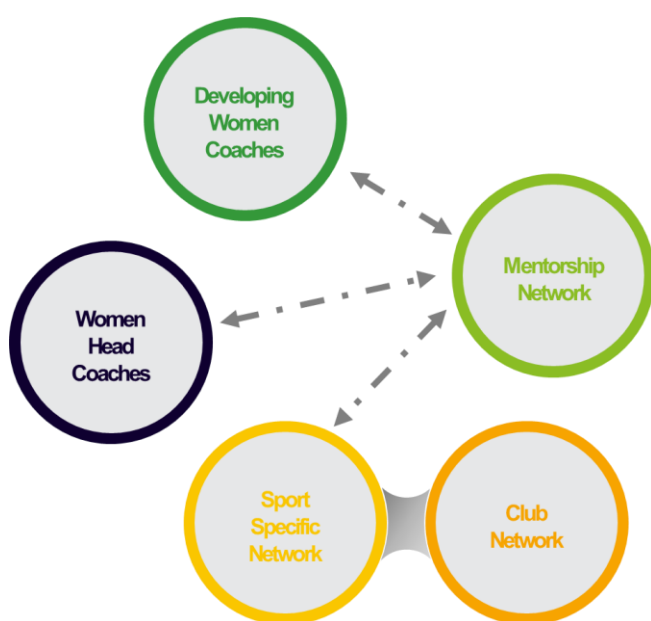 Developing
Women
Coaches
Mentorship
Network
Women
Head
Coaches
Sport
Specific
Network
Club
Network